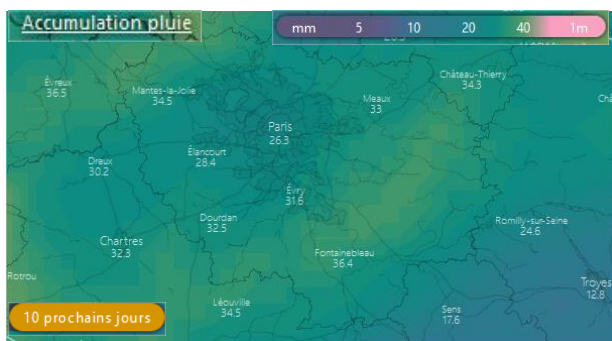 Accumulation pluie
mm 5 10 20 40 1m
Évreux
36.5
Mantes-la-Jolie
34.5
Château-Thierry
34.3
Meaux
33
Paris
26.3
Dreux
30.2
Élancourt
28.4
Évry
31.6
Dourdan
32.5
Romilly-sur-Seine
24.6
Chartres
32.3
Fontainebleau
36.4
Rotrou
Troyes
12.8
Léouville
34.5
Sens
17.6
10 prochains jours